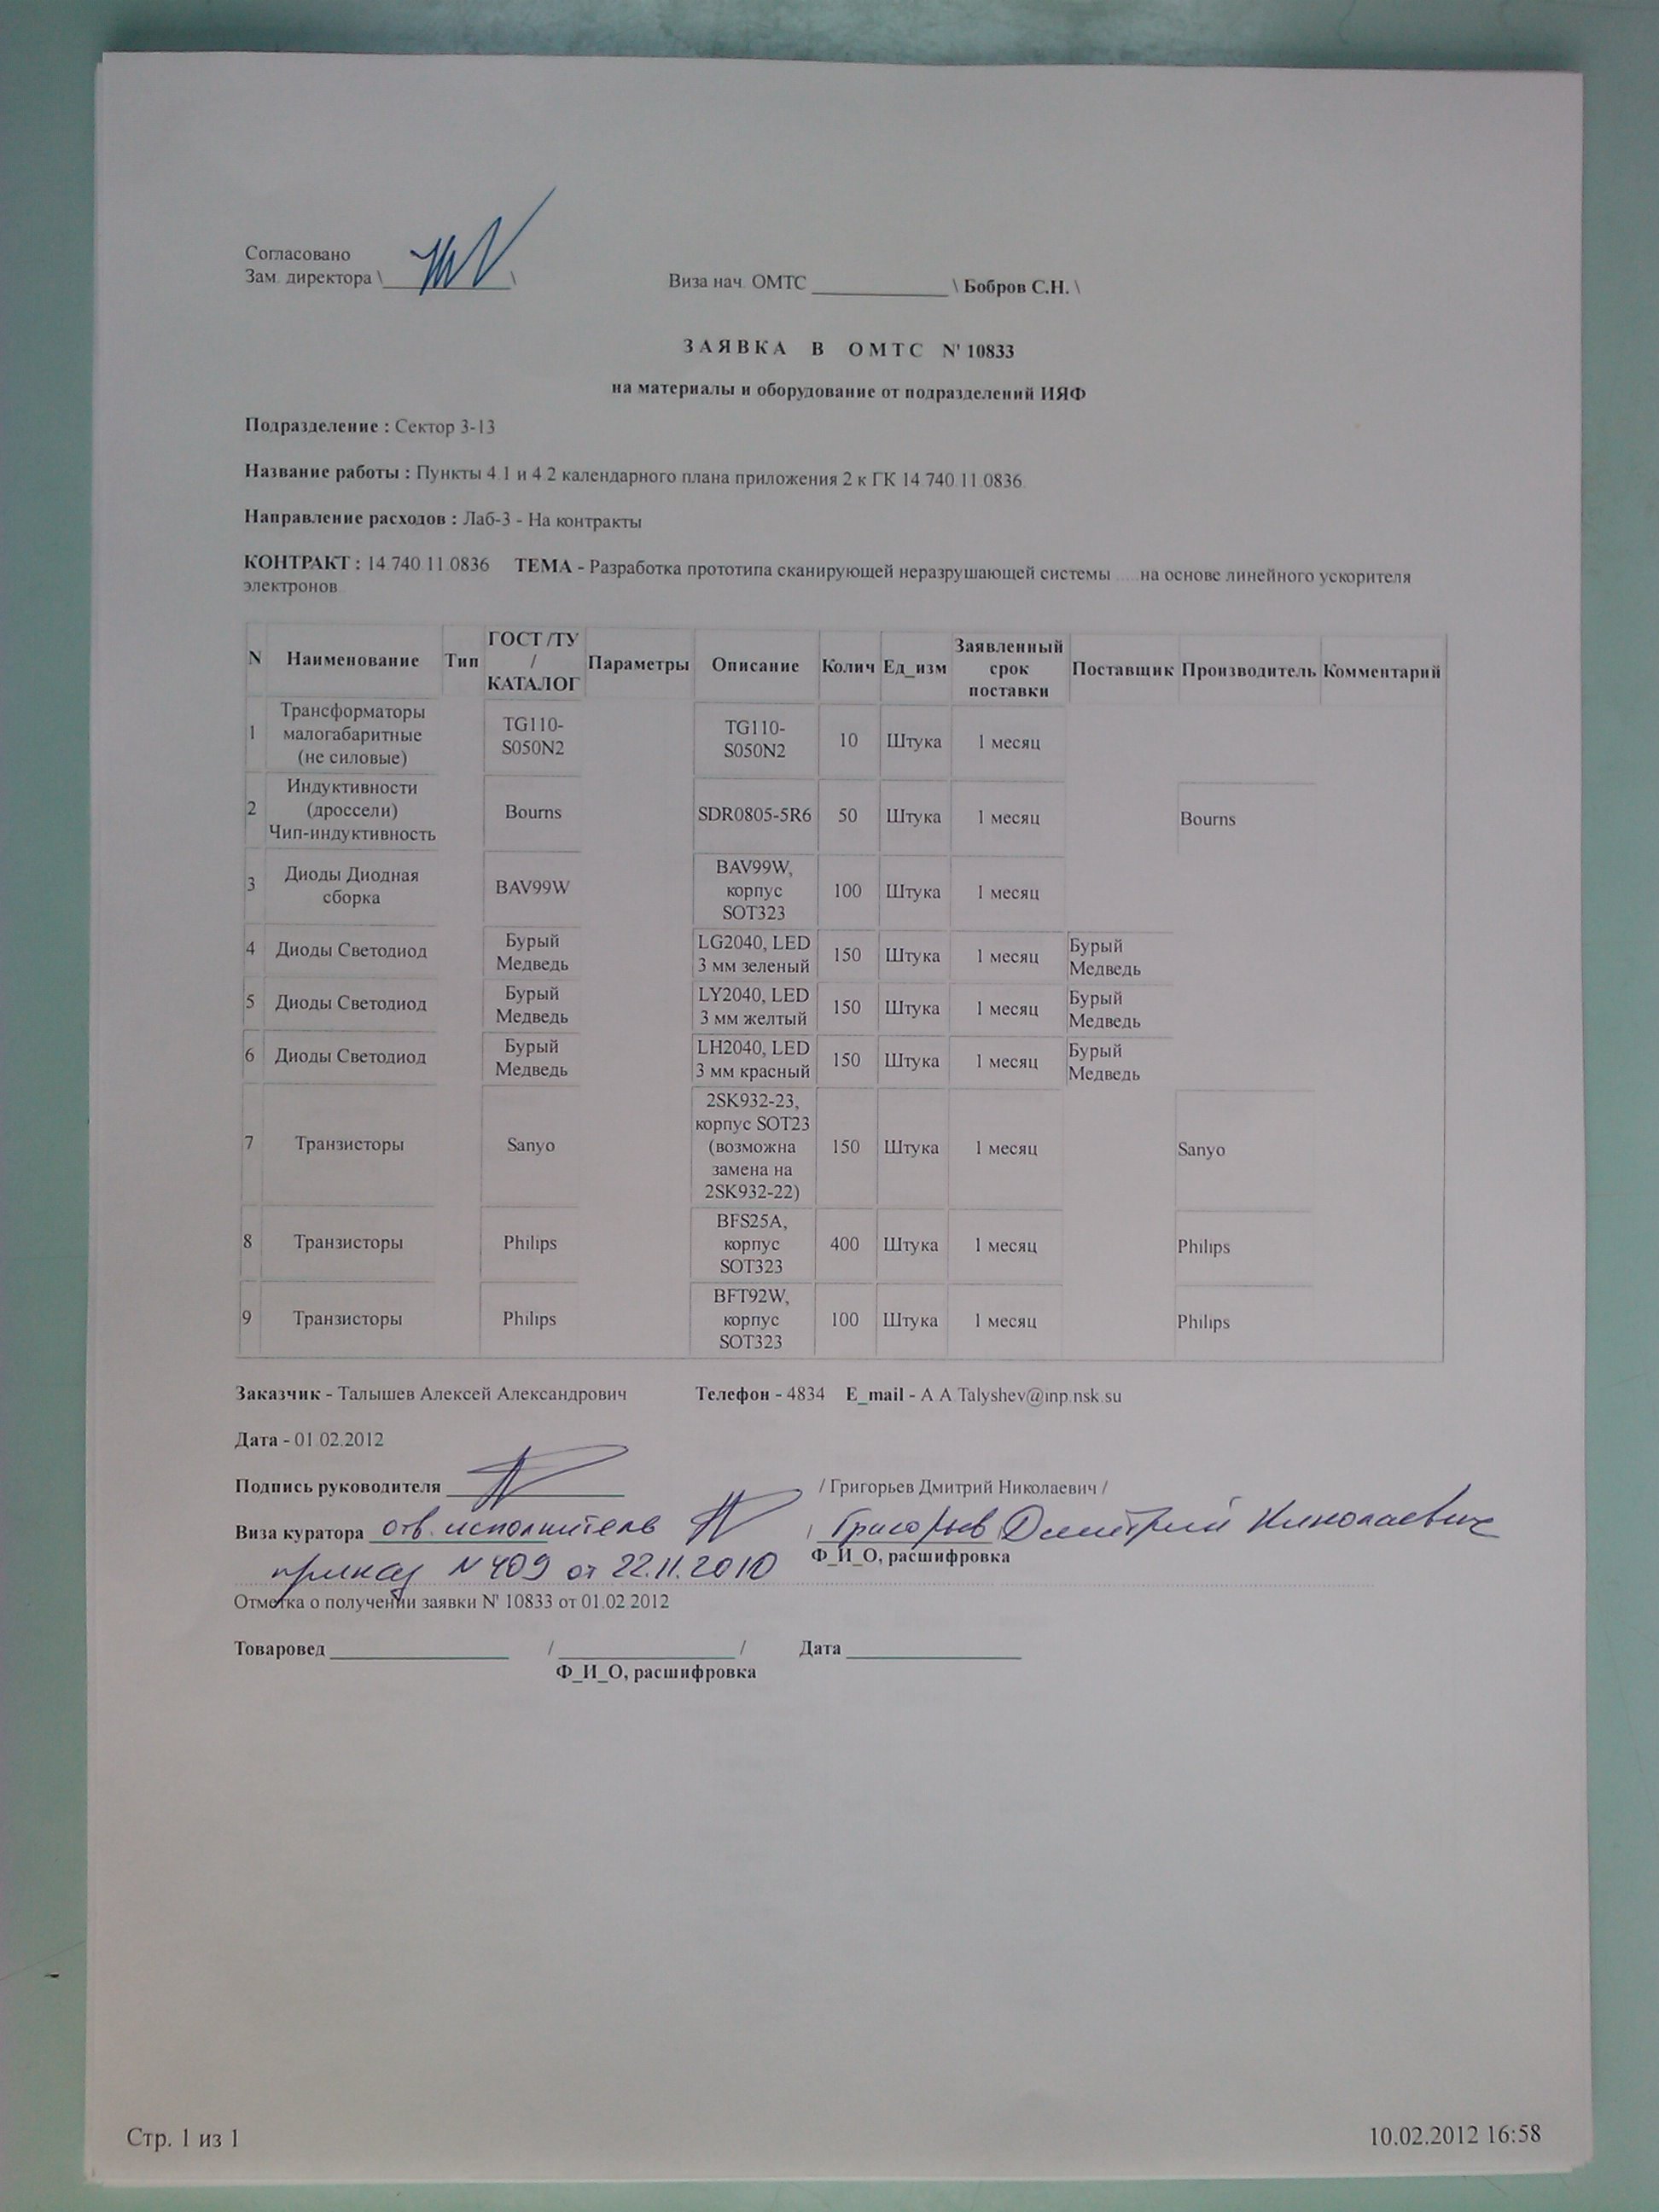 Согласовано
Зам. директора \ \
Виза нач. ОМТС \ Бобров С.Н. \
ЗАЯВКА В ОМТС N' 10833
на материалы и оборудование от подразделений ИЯФ
Подразделение : Сектор 3-13
Название работы : Пункты 4.1 и 4.2 календарного плана приложения 2 к ГК 14.740.11.0836.
Направление расходов : Лаб-3 - На контракты
КОНТРАКТ : 14.740.11.0836 ТЕМА - Разработка прототипа сканирующей неразрушающей системы .....на основе линейного ускорителя
электронов.
N Наименование Тип ГОСТ /ТУ / КАТАЛОГ Параметры Описание Колич Ед_изм Заявленный срок поставки Поставщик Производитель Комментарий
1 Трансформаторы малогабаритные (не силовые) TG110-S050N2 TG110-S050N2 10 Штука 1 месяц
2 Индуктивности (дроссели) Чип-индуктивность Bourns SDR0805-5R6 50 Штука 1 месяц Bourns
3 Диоды Диодная сборка BAV99W BAV99W, корпус SOT323 100 Штука 1 месяц
4 Диоды Светодиод Бурый Медведь LG2040, LED 3 мм зеленый 150 Штука 1 месяц Бурый Медведь
5 Диоды Светодиод Бурый Медведь LY2040, LED 3 мм желтый 150 Штука 1 месяц Бурый Медведь
6 Диоды Светодиод Бурый Медведь LH2040, LED 3 мм красный 150 Штука 1 месяц Бурый Медведь
7 Транзисторы Sanyo 2SK932-23, корпус SOT23 (возможна замена на 2SK932-22) 150 Штука 1 месяц Sanyo
8 Транзисторы Philips BFS25A, корпус SOT323 400 Штука 1 месяц Philips
9 Транзисторы Philips BFT92W, корпус SOT323 100 Штука 1 месяц Philips
Заказчик - Талышев Алексей Александрович Телефон - 4834 E_mail - A.A.Talyshev@inp.nsk.su
Дата - 01.02.2012
Подпись руководителя / Григорьев Дмитрий Николаевич /
Виза куратора отв. исполнитель / Григорьев Дмитрий Николаевич
Ф_И_О, расшифровка
приказ N 409 от 22.11.2010
Отметка о получении заявки N' 10833 от 01.02.2012
Товаровед / / Дата
Ф_И_О, расшифровка
Стр. 1 из 1
10.02.2012 16:58